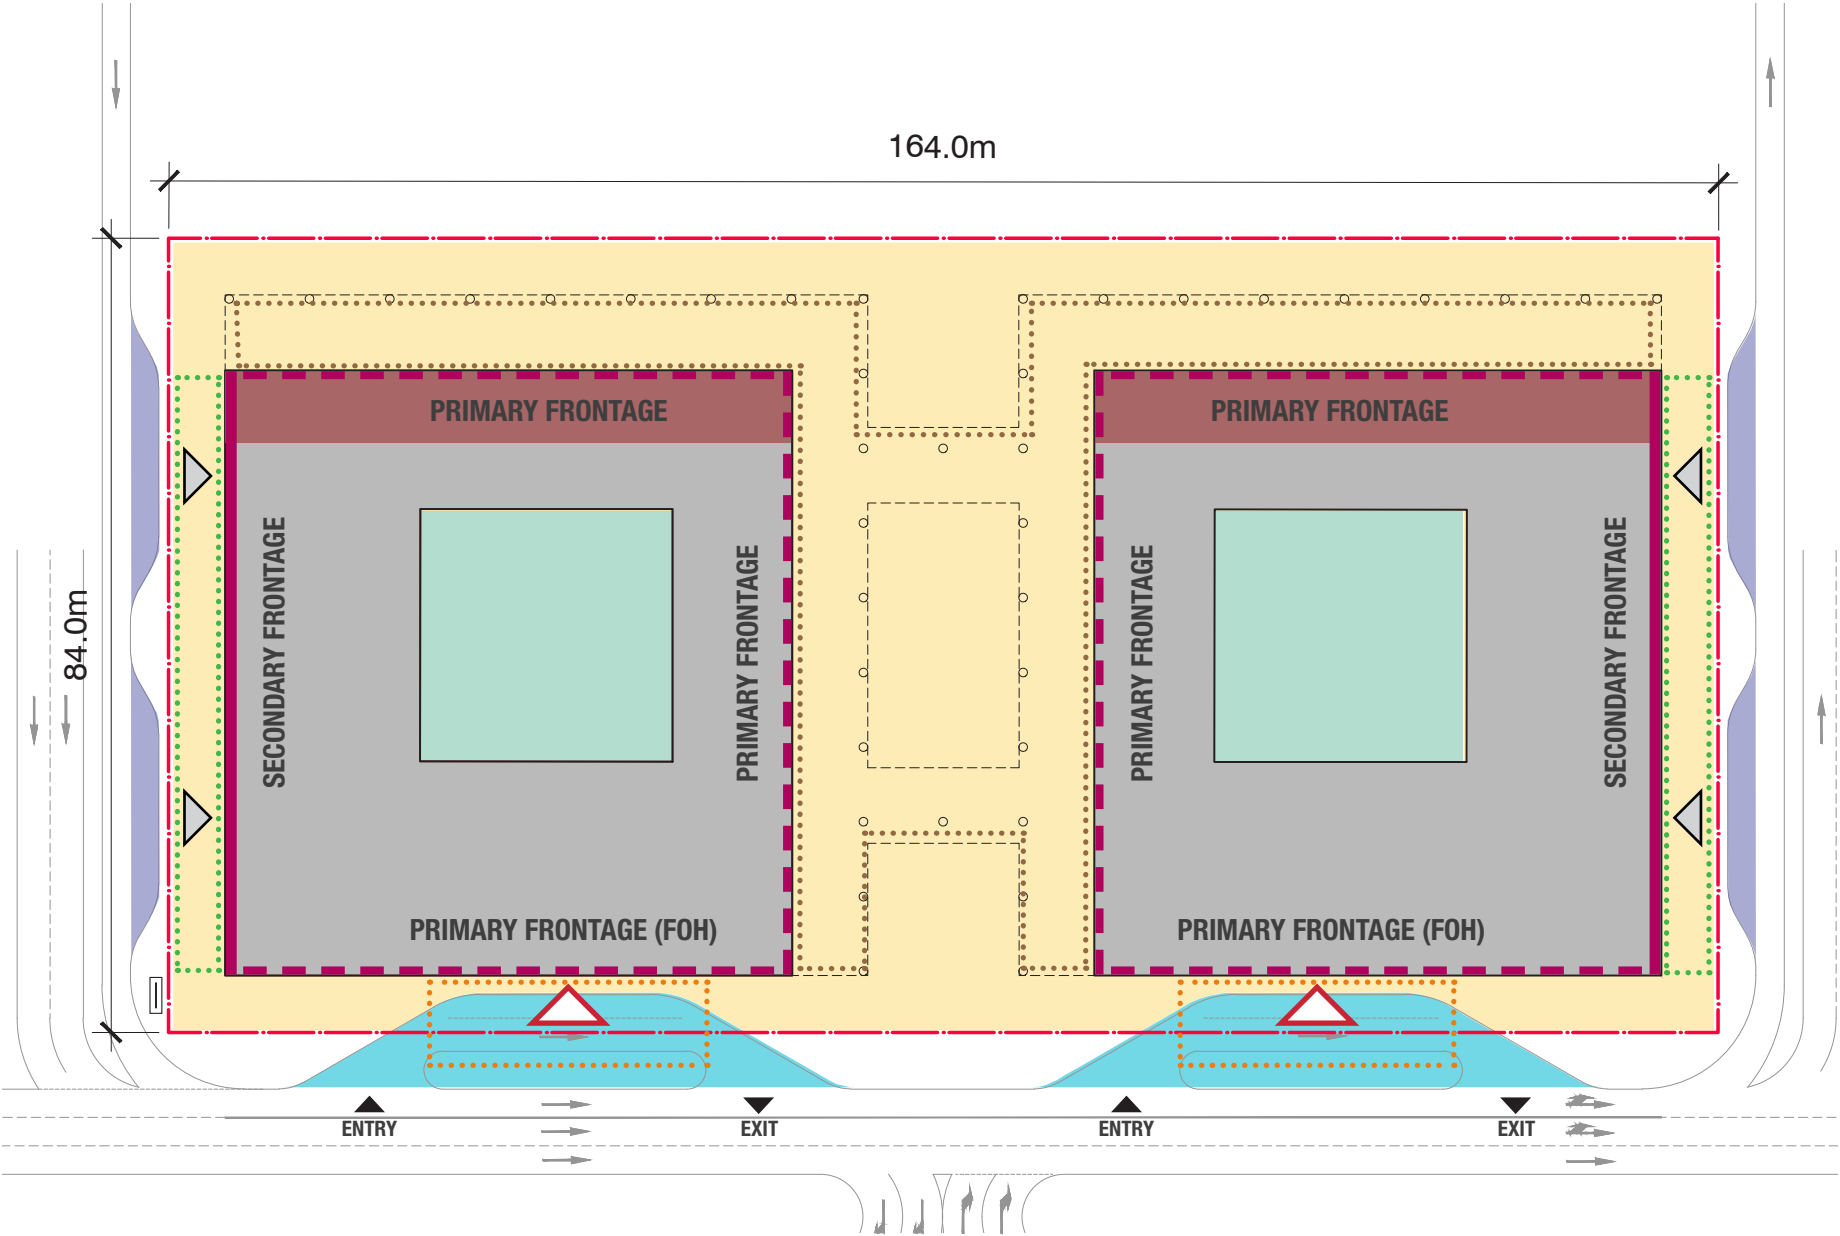 164.0m
PRIMARY FRONTAGE
PRIMARY FRONTAGE
84.0m
SECONDARY FRONTAGE
PRIMARY FRONTAGE
PRIMARY FRONTAGE
SECONDARY FRONTAGE
PRIMARY FRONTAGE (FOH)
PRIMARY FRONTAGE (FOH)
ENTRY
EXIT
ENTRY
EXIT